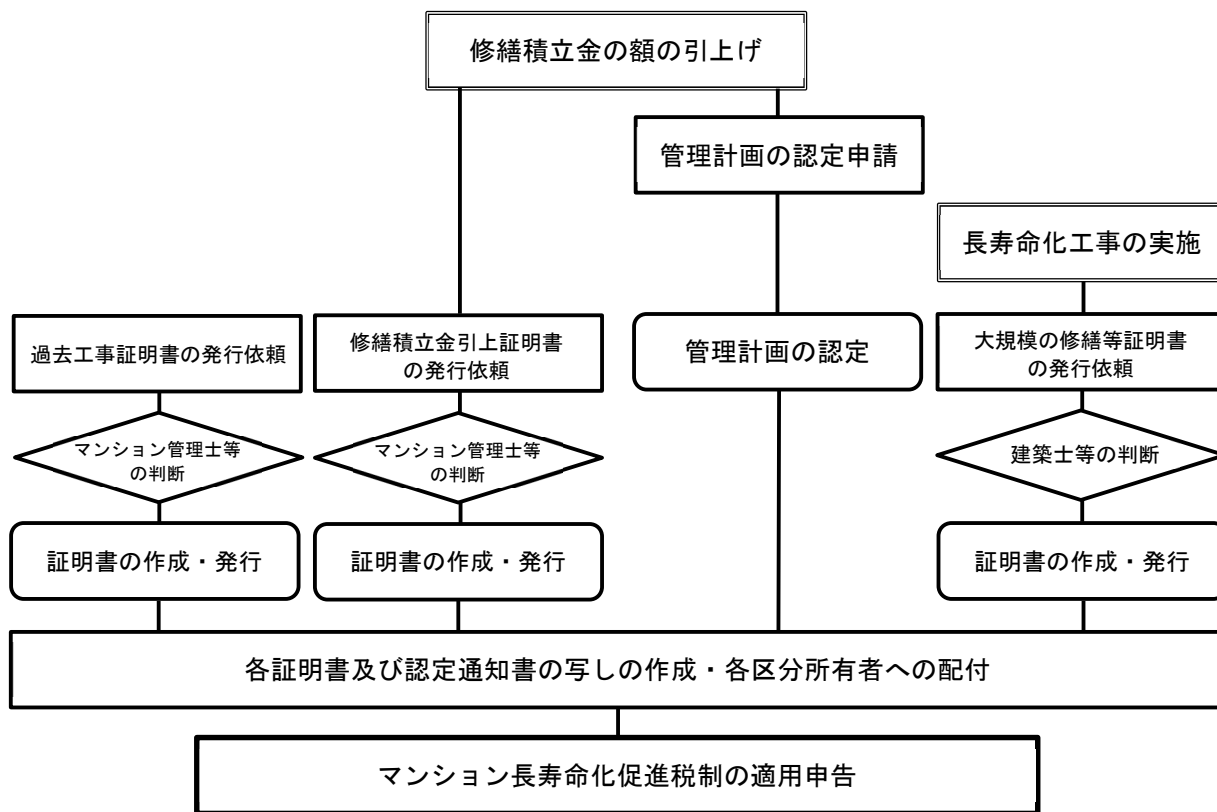 修繕積立金の額の引上げ
管理計画の認定申請
長寿命化工事の実施
過去工事証明書の発行依頼
修繕積立金引上証明書
の発行依頼
管理計画の認定
大規模の修繕等証明書
の発行依頼
マンション管理士等
の判断
マンション管理士等
の判断
建築士等の判断
証明書の作成・発行
証明書の作成・発行
証明書の作成・発行
各証明書及び認定通知書の写しの作成・各区分所有者への配付
マンション長寿命化促進税制の適用申告